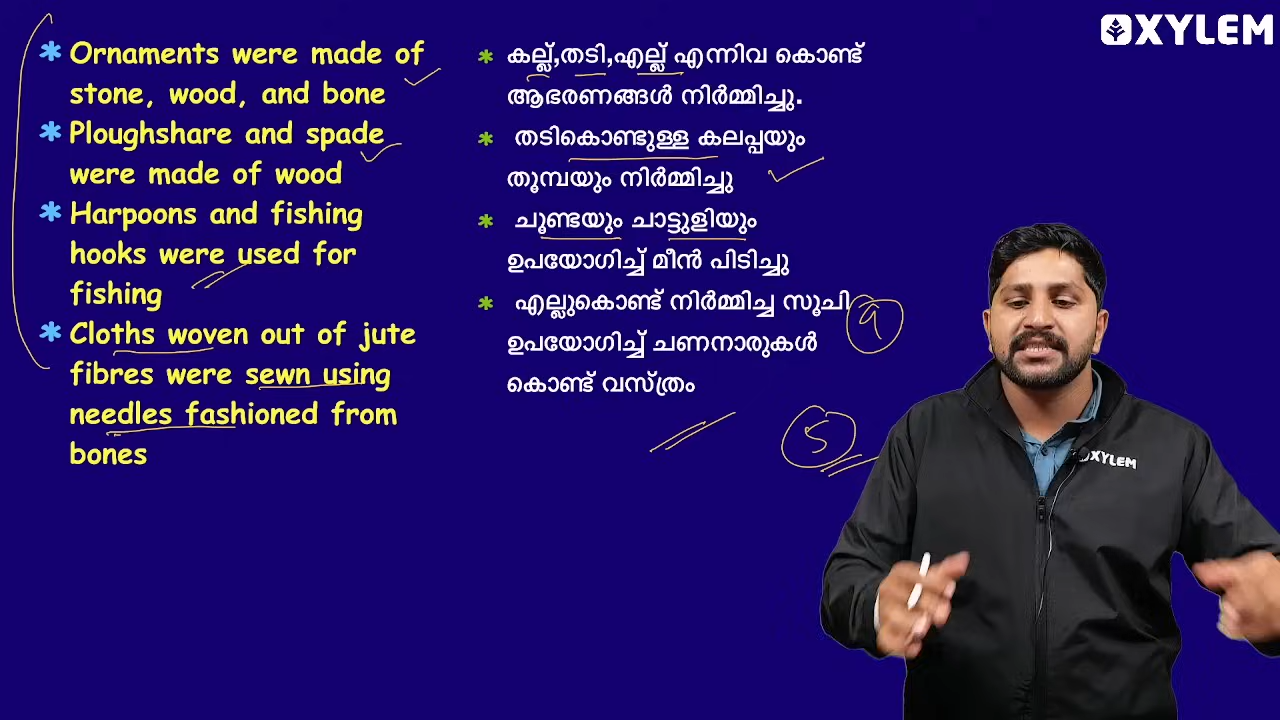 OXYLEM
* Ornaments were made of
stone, wood, and bone
* Ploughshare and spade
were made of wood
* Harpoons and fishing
hooks were used for
fishing
* Cloths woven out of jute
fibres were sewn using
needles fashioned from
bones
* കല്ല്,തടി,എല്ല് എന്നിവ കൊണ്ട്
ആഭരണങ്ങൾ നിർമ്മിച്ചു.
* തടികൊണ്ടുള്ള കലപ്പയും
തൂമ്പയും നിർമ്മിച്ചു
* ചൂണ്ടയും ചാട്ടുളിയും
ഉപയോഗിച്ച് മീൻ പിടിച്ചു
* എല്ലുകൊണ്ട് നിർമ്മിച്ച സൂചി
ഉപയോഗിച്ച് ചണനാരുകൾ
കൊണ്ട് വസ്ത്രം
9
5
OXYLEM